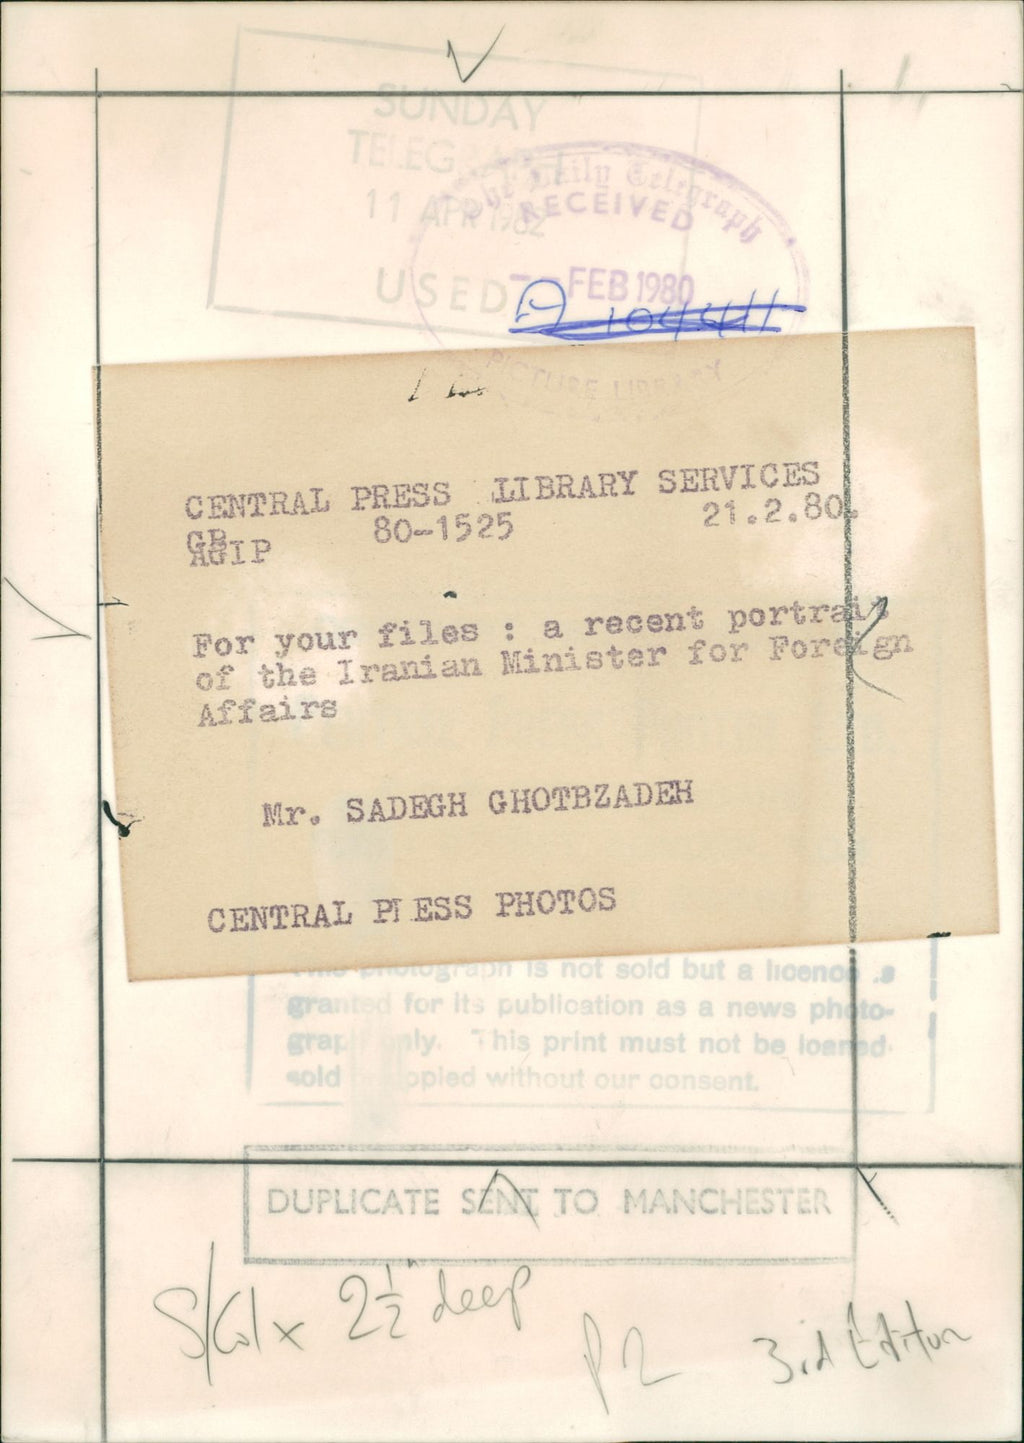 SUNDAY
TELEG
11 APR 1982
USED
The Daily Telegraph
RECEIVED
- FEB 1980
PICTURE LIBRARY
CENTRAL PRESS LIBRARY SERVICES
GB 80-1525 21.2.80.
AGIP
For your files : a recent portrait
of the Iranian Minister for Foreign
Affairs
Mr. SADEGH GHOTBZADEH
CENTRAL P ESS PHOTOS
This photograph is not sold but a licence is
granted for its publication as a news photo-
graph only. This print must not be loaned
sold or copied without our consent.
DUPLICATE SENT TO MANCHESTER
S/Col x 2½" deep
P2 3rd Edition